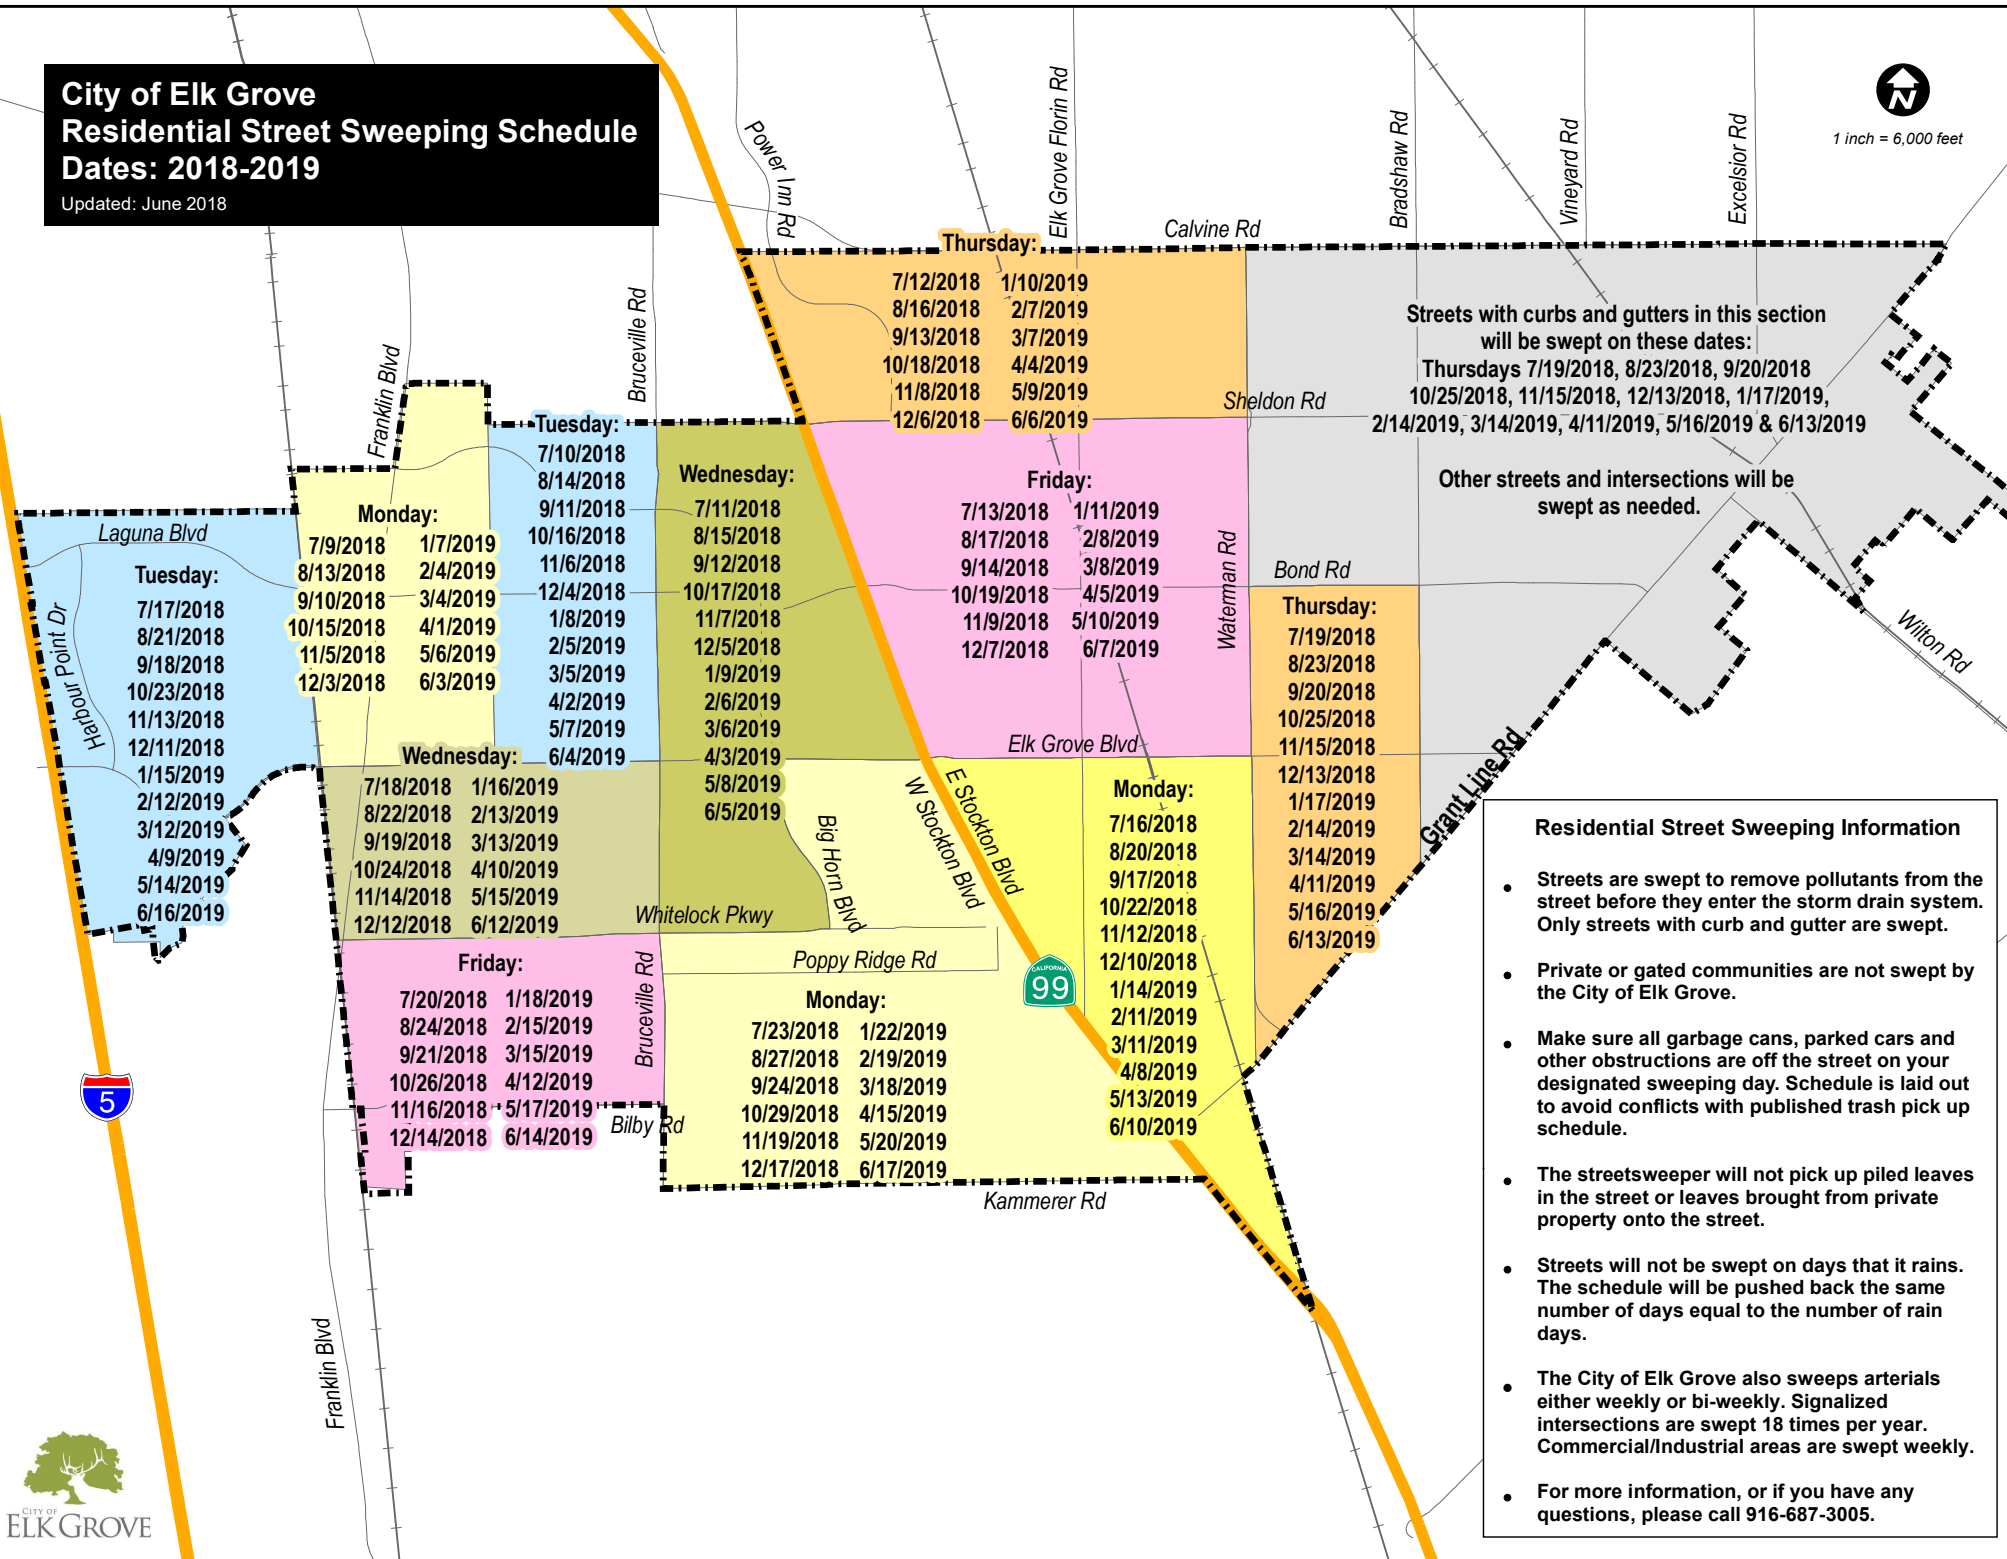 City of Elk Grove
Residential Street Sweeping Schedule
Dates: 2018-2019
Updated: June 2018
N
1 inch = 6,000 feet
Power Inn Rd
Elk Grove Florin Rd
Calvine Rd
Bradshaw Rd
Vineyard Rd
Excelsior Rd
Franklin Blvd
Bruceville Rd
Sheldon Rd
Thursday:
7/12/2018 1/10/2019
8/16/2018 2/7/2019
9/13/2018 3/7/2019
10/18/2018 4/4/2019
11/8/2018 5/9/2019
12/6/2018 6/6/2019
Streets with curbs and gutters in this section
will be swept on these dates:
Thursdays 7/19/2018, 8/23/2018, 9/20/2018
10/25/2018, 11/15/2018, 12/13/2018, 1/17/2019,
2/14/2019, 3/14/2019, 4/11/2019, 5/16/2019 & 6/13/2019
Other streets and intersections will be
swept as needed.
Laguna Blvd
Harbour Point Dr
Tuesday:
7/17/2018
8/21/2018
9/18/2018
10/23/2018
11/13/2018
12/11/2018
1/15/2019
2/12/2019
3/12/2019
4/9/2019
5/14/2019
6/16/2019
Monday:
7/9/2018 1/7/2019
8/13/2018 2/4/2019
9/10/2018 3/4/2019
10/15/2018 4/1/2019
11/5/2018 5/6/2019
12/3/2018 6/3/2019
Tuesday:
7/10/2018
8/14/2018
9/11/2018
10/16/2018
11/6/2018
12/4/2018
1/8/2019
2/5/2019
3/5/2019
4/2/2019
5/7/2019
6/4/2019
Wednesday:
7/11/2018
8/15/2018
9/12/2018
10/17/2018
11/7/2018
12/5/2018
1/9/2019
2/6/2019
3/6/2019
4/3/2019
5/8/2019
6/5/2019
Friday:
7/13/2018 1/11/2019
8/17/2018 2/8/2019
9/14/2018 3/8/2019
10/19/2018 4/5/2019
11/9/2018 5/10/2019
12/7/2018 6/7/2019
Waterman Rd
Bond Rd
Thursday:
7/19/2018
8/23/2018
9/20/2018
10/25/2018
11/15/2018
12/13/2018
1/17/2019
2/14/2019
3/14/2019
4/11/2019
5/16/2019
6/13/2019
Wilton Rd
Grant Line Rd
Elk Grove Blvd
Wednesday:
7/18/2018 1/16/2019
8/22/2018 2/13/2019
9/19/2018 3/13/2019
10/24/2018 4/10/2019
11/14/2018 5/15/2019
12/12/2018 6/12/2019
Whitelock Pkwy
Big Horn Blvd
W Stockton Blvd
E Stockton Blvd
Monday:
7/16/2018
8/20/2018
9/17/2018
10/22/2018
11/12/2018
12/10/2018
1/14/2019
2/11/2019
3/11/2019
4/8/2019
5/13/2019
6/10/2019
Poppy Ridge Rd
CALIFORNIA
99
Friday:
7/20/2018 1/18/2019
8/24/2018 2/15/2019
9/21/2018 3/15/2019
10/26/2018 4/12/2019
11/16/2018 5/17/2019
12/14/2018 6/14/2019
Bruceville Rd
Bilby Rd
Monday:
7/23/2018 1/22/2019
8/27/2018 2/19/2019
9/24/2018 3/18/2019
10/29/2018 4/15/2019
11/19/2018 5/20/2019
12/17/2018 6/17/2019
Kammerer Rd
5
Franklin Blvd
Residential Street Sweeping Information
• Streets are swept to remove pollutants from the
street before they enter the storm drain system.
Only streets with curb and gutter are swept.
• Private or gated communities are not swept by
the City of Elk Grove.
• Make sure all garbage cans, parked cars and
other obstructions are off the street on your
designated sweeping day. Schedule is laid out
to avoid conflicts with published trash pick up
schedule.
• The streetsweeper will not pick up piled leaves
in the street or leaves brought from private
property onto the street.
• Streets will not be swept on days that it rains.
The schedule will be pushed back the same
number of days equal to the number of rain
days.
• The City of Elk Grove also sweeps arterials
either weekly or bi-weekly. Signalized
intersections are swept 18 times per year.
Commercial/Industrial areas are swept weekly.
• For more information, or if you have any
questions, please call 916-687-3005.
CITY OF
ELK GROVE